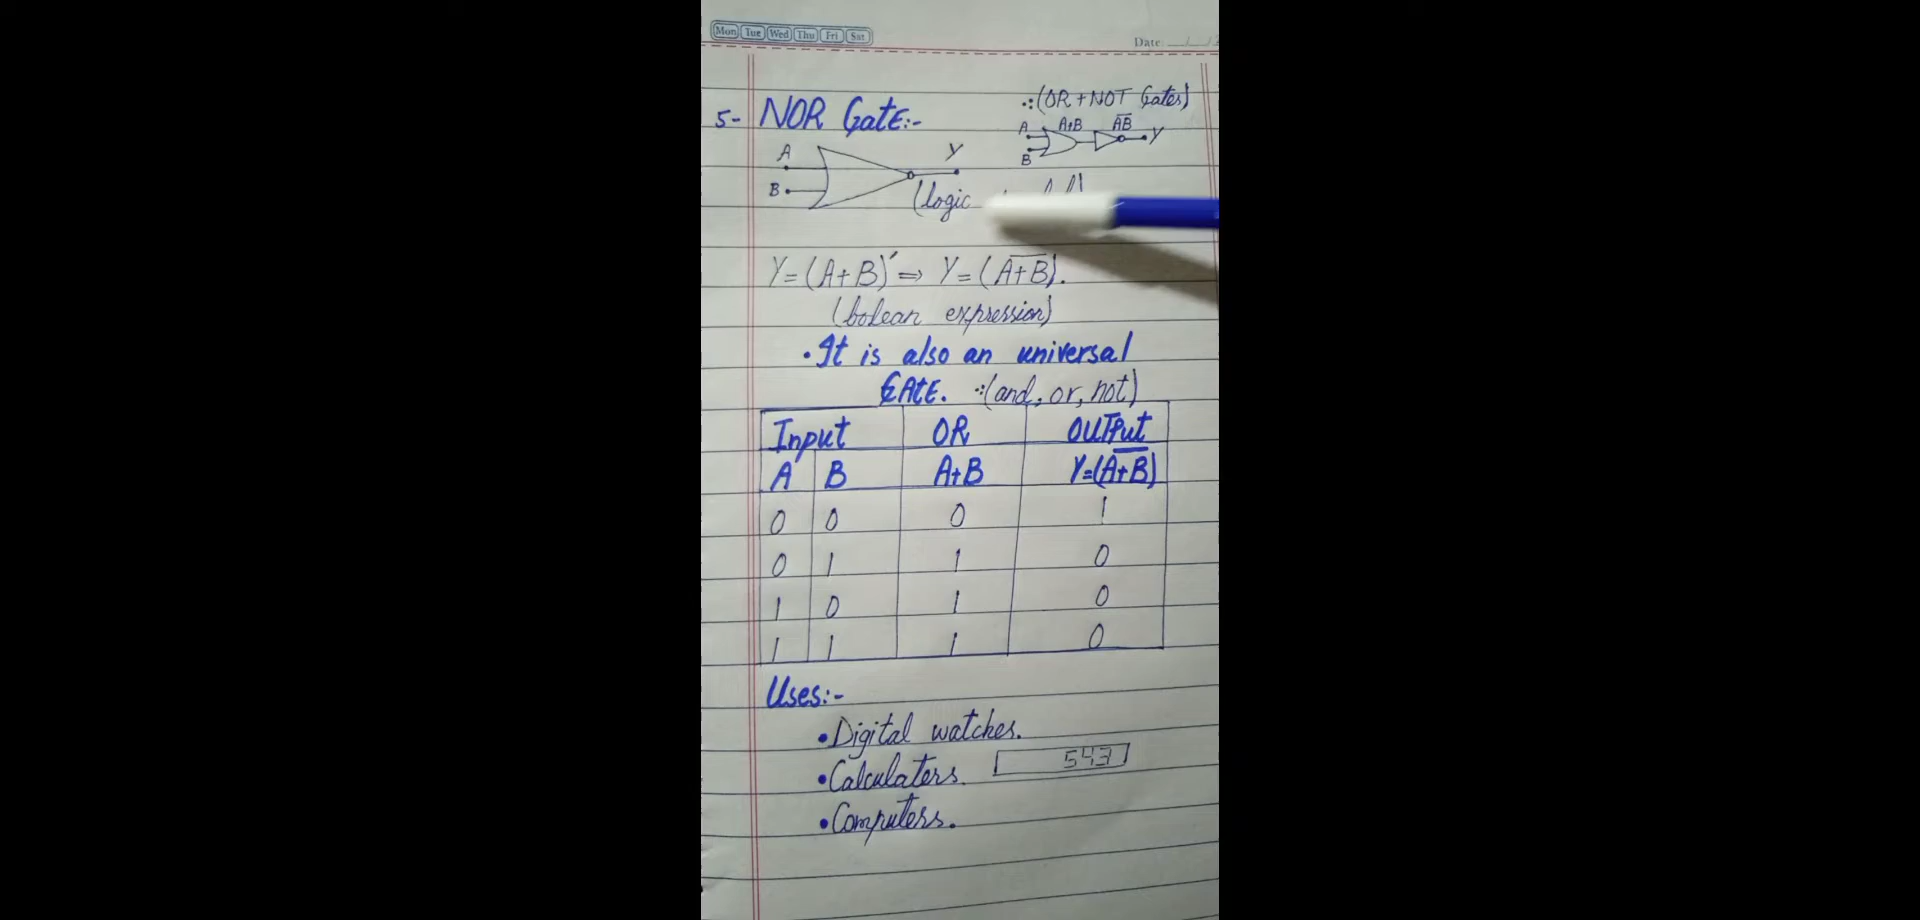 Mon Tue Wed Thu Fri Sat
Date:
5- NOR GatE:-
∴(OR+NOT Gates)
A
B
Y
A
B
A+B
A̅B̅
Y
(logic
Y=(A+B)′⇒ Y=(A̅+̅B̅).
(bolean expression)
•It is also an universal
GAtE. ∵(and, or, not)
Input OR OUTPut
A B A+B Y=(A̅+̅B̅)
0 0 0 1
0 1 1 0
1 0 1 0
1 1 1 0
Uses:-
•Digital watches.
•Calculaters. 543
•Computers.